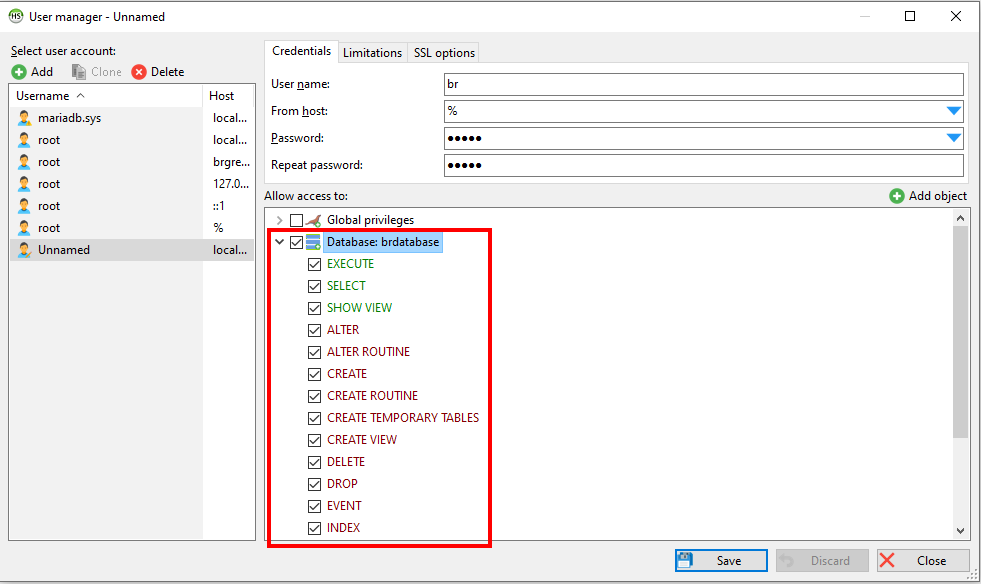 HS User manager - Unnamed
Select user account:
Add Clone Delete
Username Host
mariadb.sys local...
root local...
root brgre...
root 127.0...
root ::1
root %
Unnamed local...
Credentials Limitations SSL options
User name: br
From host: %
Password: ●●●●●
Repeat password: ●●●●●
Allow access to: Add object
Global privileges
Database: brdatabase
EXECUTE
SELECT
SHOW VIEW
ALTER
ALTER ROUTINE
CREATE
CREATE ROUTINE
CREATE TEMPORARY TABLES
CREATE VIEW
DELETE
DROP
EVENT
INDEX
Save Discard Close